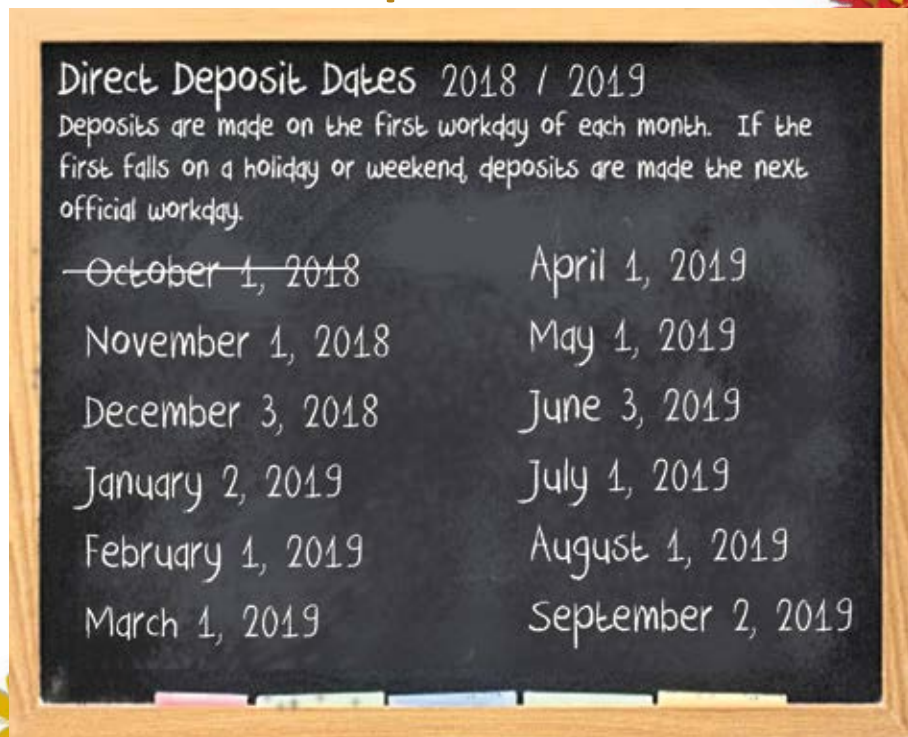 Direct Deposit Dates 2018 / 2019
Deposits are made on the first workday of each month. If the
first falls on a holiday or weekend, deposits are made the next
official workday.
October 1, 2018
November 1, 2018
December 3, 2018
January 2, 2019
February 1, 2019
March 1, 2019
April 1, 2019
May 1, 2019
June 3, 2019
July 1, 2019
August 1, 2019
September 2, 2019